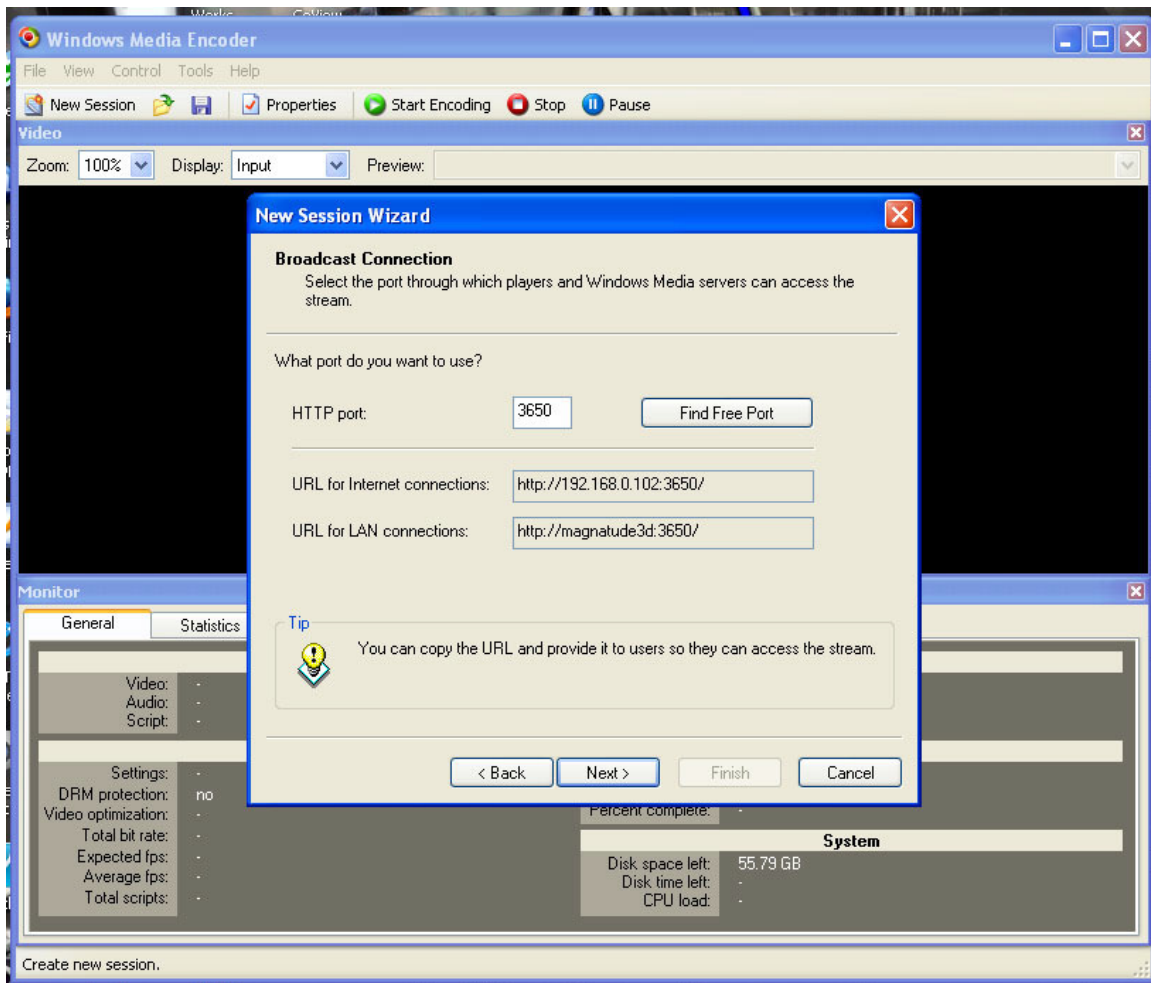 Windows Media Encoder
File View Control Tools Help
New Session Properties Start Encoding Stop Pause
Video
Zoom: 100% Display: Input Preview:
New Session Wizard
Broadcast Connection
Select the port through which players and Windows Media servers can access the
stream.
What port do you want to use?
HTTP port: 3650 Find Free Port
URL for Internet connections: http://192.168.0.102:3650/
URL for LAN connections: http://magnatude3d:3650/
Tip
You can copy the URL and provide it to users so they can access the stream.
< Back Next > Finish Cancel
Monitor
General Statistics
Video: -
Audio: -
Script: -
Settings: -
DRM protection: no
Video optimization: -
Total bit rate: -
Expected fps: -
Average fps: -
Total scripts: -
Percent complete: -
System
Disk space left: 55.79 GB
Disk time left: -
CPU load: -
Create new session.